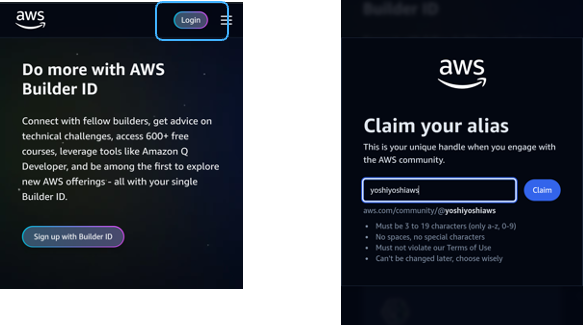 aws
Login
Do more with AWS
Builder ID
Connect with fellow builders, get advice on
technical challenges, access 600+ free
courses, leverage tools like Amazon Q
Developer, and be among the first to explore
new AWS offerings - all with your single
Builder ID.
Sign up with Builder ID
Builder ID
aws
Claim your alias
This is your unique handle when you engage with
the AWS community.
yoshiyoshiaws
Claim
aws.com/community/@yoshiyoshiaws
• Must be 3 to 19 characters (only a-z, 0-9)
• No spaces, no special characters
• Must not violate our Terms of Use
• Can't be changed later, choose wisely